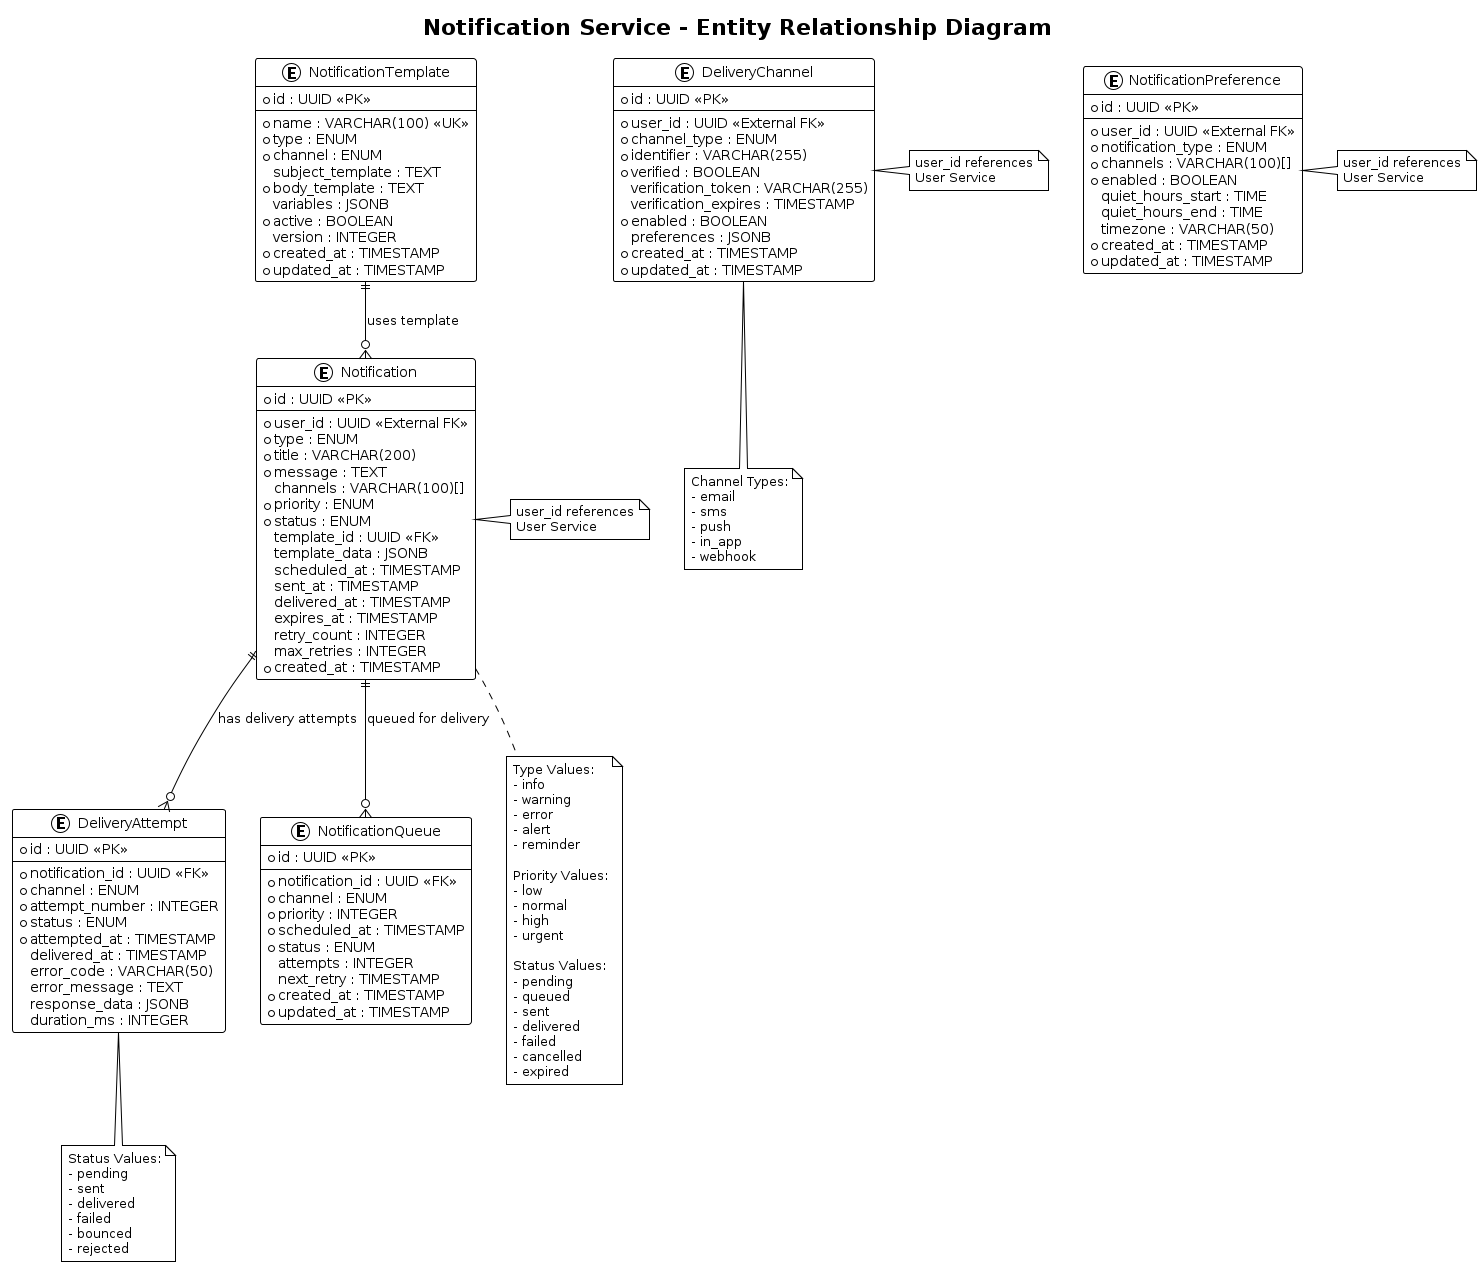 Notification Service - Entity Relationship Diagram
E NotificationTemplate
id : UUID «PK»
name : VARCHAR(100) «UK»
type : ENUM
channel : ENUM
subject_template : TEXT
body_template : TEXT
variables : JSONB
active : BOOLEAN
version : INTEGER
created_at : TIMESTAMP
updated_at : TIMESTAMP
E DeliveryChannel
id : UUID «PK»
user_id : UUID «External FK»
channel_type : ENUM
identifier : VARCHAR(255)
verified : BOOLEAN
verification_token : VARCHAR(255)
verification_expires : TIMESTAMP
enabled : BOOLEAN
preferences : JSONB
created_at : TIMESTAMP
updated_at : TIMESTAMP
user_id references
User Service
E NotificationPreference
id : UUID «PK»
user_id : UUID «External FK»
notification_type : ENUM
channels : VARCHAR(100)[]
enabled : BOOLEAN
quiet_hours_start : TIME
quiet_hours_end : TIME
timezone : VARCHAR(50)
created_at : TIMESTAMP
updated_at : TIMESTAMP
user_id references
User Service
uses template
E Notification
id : UUID «PK»
user_id : UUID «External FK»
type : ENUM
title : VARCHAR(200)
message : TEXT
channels : VARCHAR(100)[]
priority : ENUM
status : ENUM
template_id : UUID «FK»
template_data : JSONB
scheduled_at : TIMESTAMP
sent_at : TIMESTAMP
delivered_at : TIMESTAMP
expires_at : TIMESTAMP
retry_count : INTEGER
max_retries : INTEGER
created_at : TIMESTAMP
user_id references
User Service
Channel Types:
- email
- sms
- push
- in_app
- webhook
has delivery attempts
queued for delivery
E DeliveryAttempt
id : UUID «PK»
notification_id : UUID «FK»
channel : ENUM
attempt_number : INTEGER
status : ENUM
attempted_at : TIMESTAMP
delivered_at : TIMESTAMP
error_code : VARCHAR(50)
error_message : TEXT
response_data : JSONB
duration_ms : INTEGER
E NotificationQueue
id : UUID «PK»
notification_id : UUID «FK»
channel : ENUM
priority : INTEGER
scheduled_at : TIMESTAMP
status : ENUM
attempts : INTEGER
next_retry : TIMESTAMP
created_at : TIMESTAMP
updated_at : TIMESTAMP
Type Values:
- info
- warning
- error
- alert
- reminder
Priority Values:
- low
- normal
- high
- urgent
Status Values:
- pending
- queued
- sent
- delivered
- failed
- cancelled
- expired
Status Values:
- pending
- sent
- delivered
- failed
- bounced
- rejected